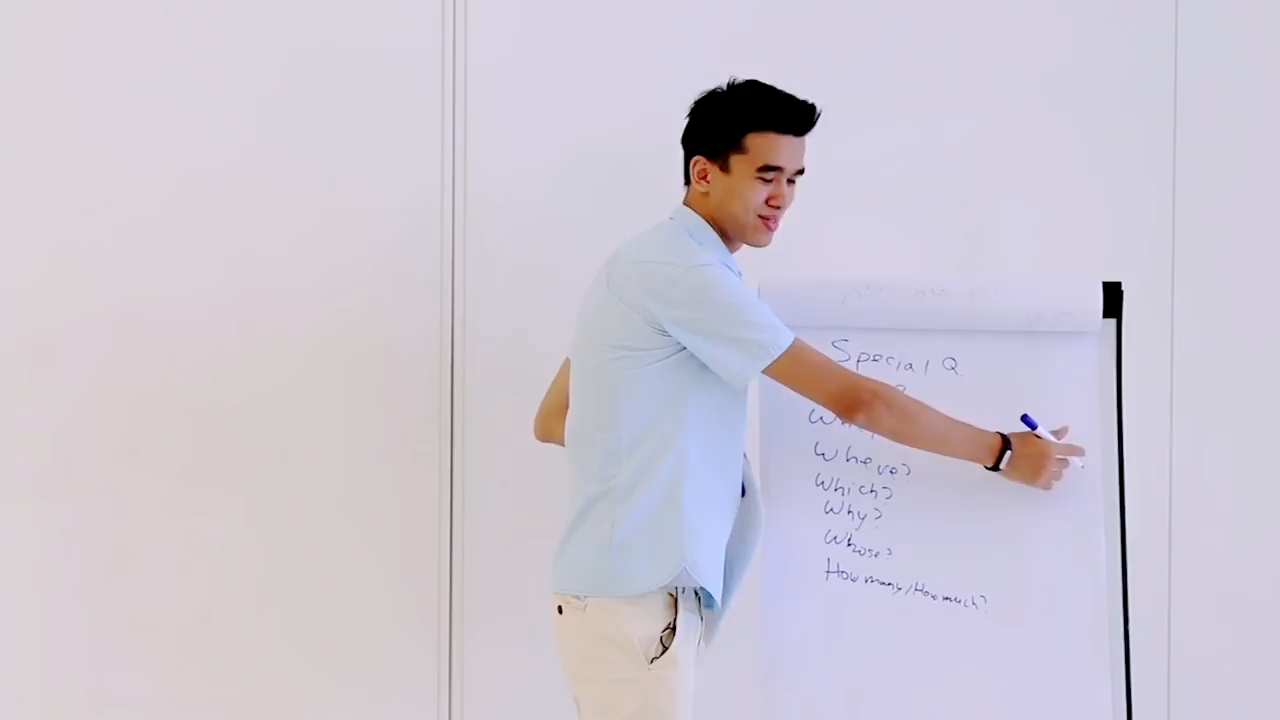 Special Q.
Where?
Which?
Why?
Whose?
How many/How much?